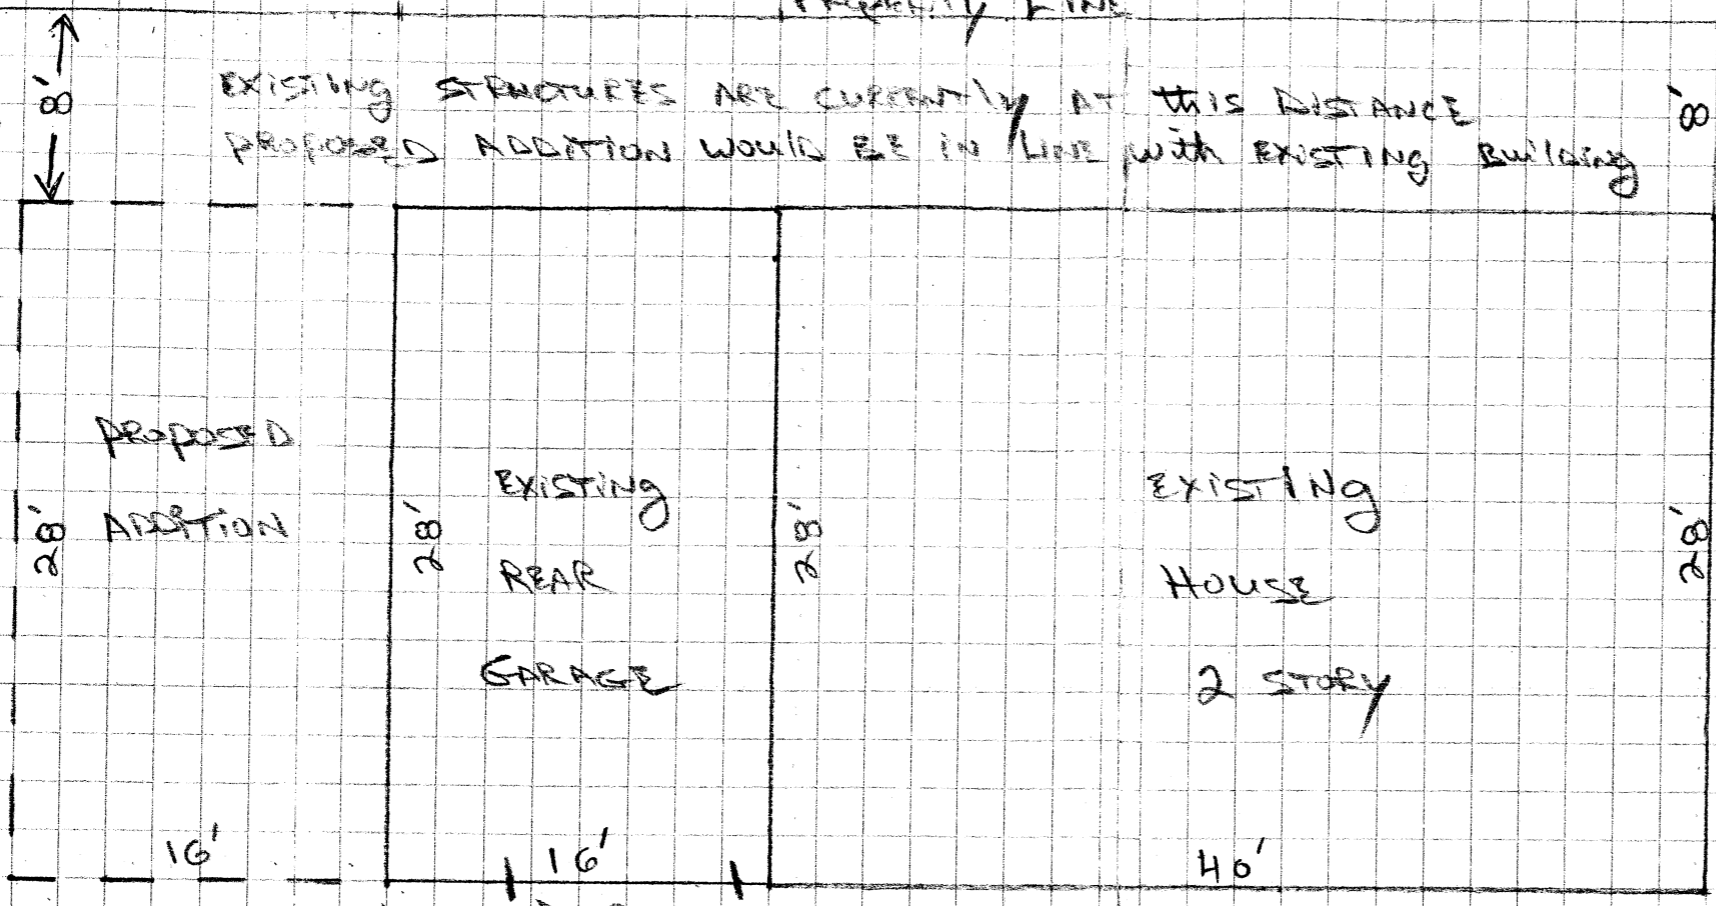 PROPERTY LINE
8'
EXISTING STRUCTURES ARE CURRENTLY AT this DISTANCE
8'
PROPOSED ADDITION WOULD BE IN LINE with EXISTING Building
PROPOSED
ADDITION
28'
16'
EXISTING
REAR
GARAGE
28'
16'
28'
EXISTING
HOUSE
2 STORY
28'
40'